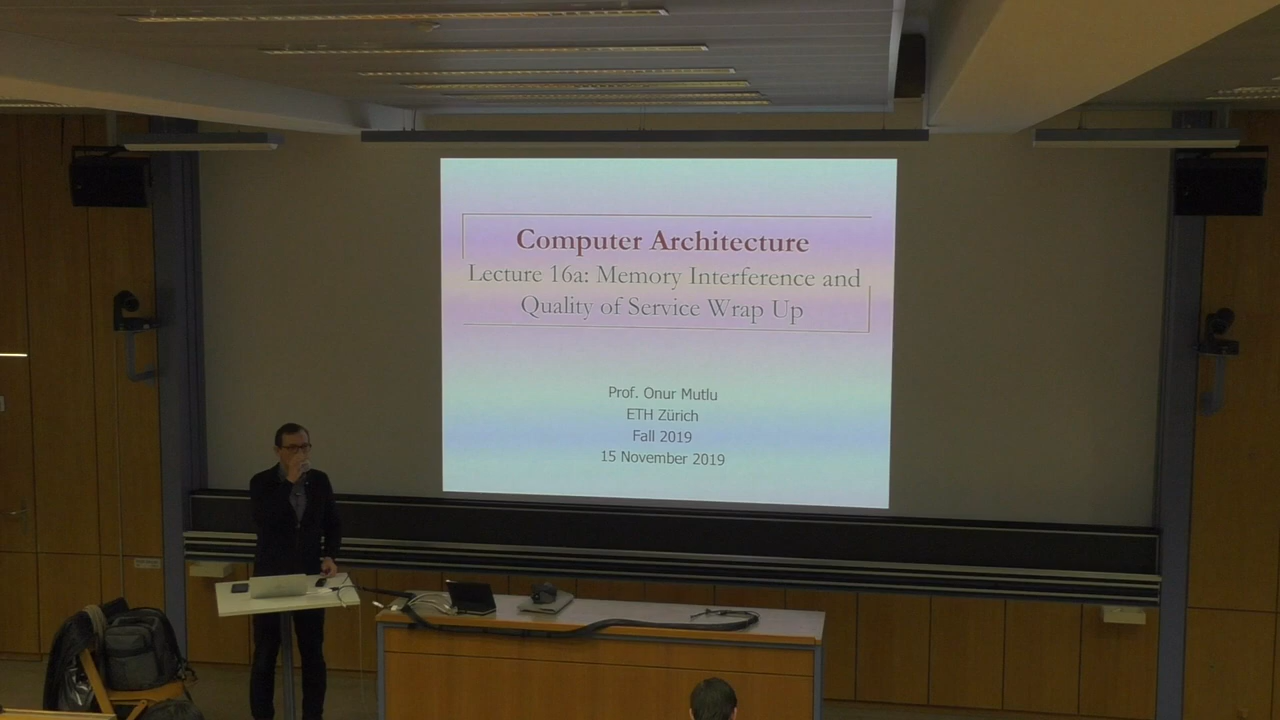 Computer Architecture
Lecture 16a: Memory Interference and
Quality of Service Wrap Up
Prof. Onur Mutlu
ETH Zürich
Fall 2019
15 November 2019